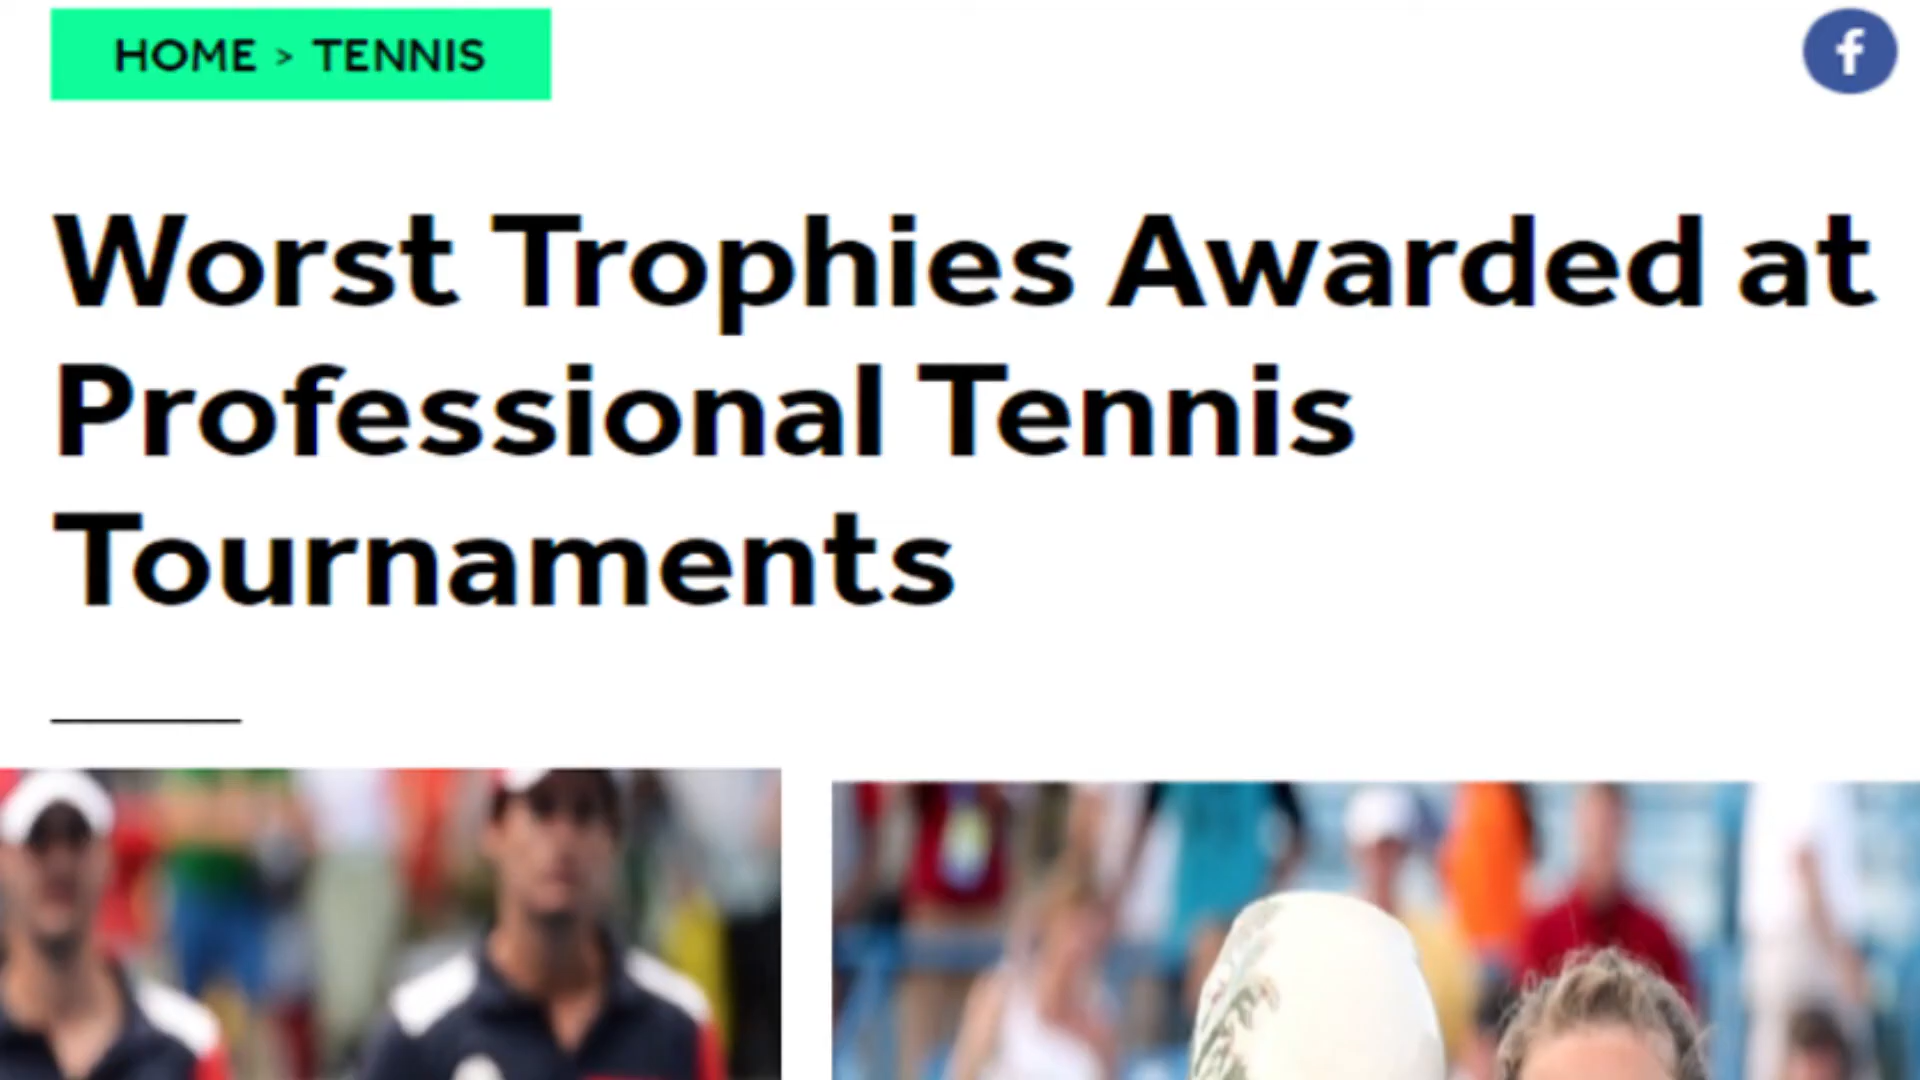 HOME > TENNIS
f
Worst Trophies Awarded at
Professional Tennis
Tournaments